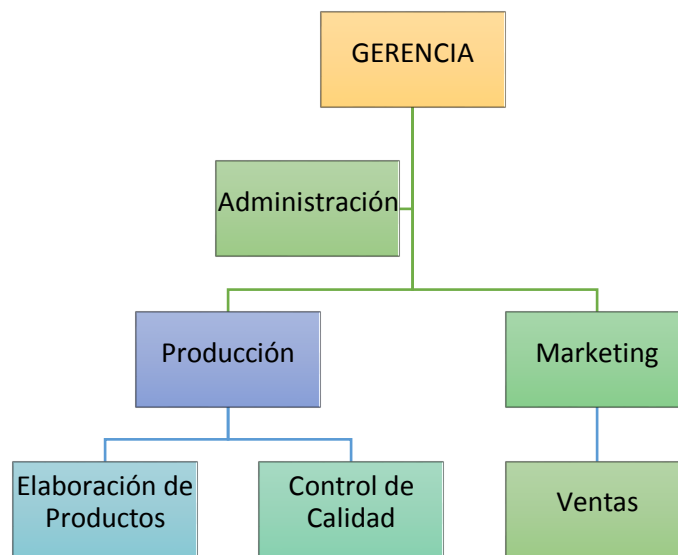 GERENCIA
Administración
Producción
Marketing
Elaboración de
Productos
Control de
Calidad
Ventas